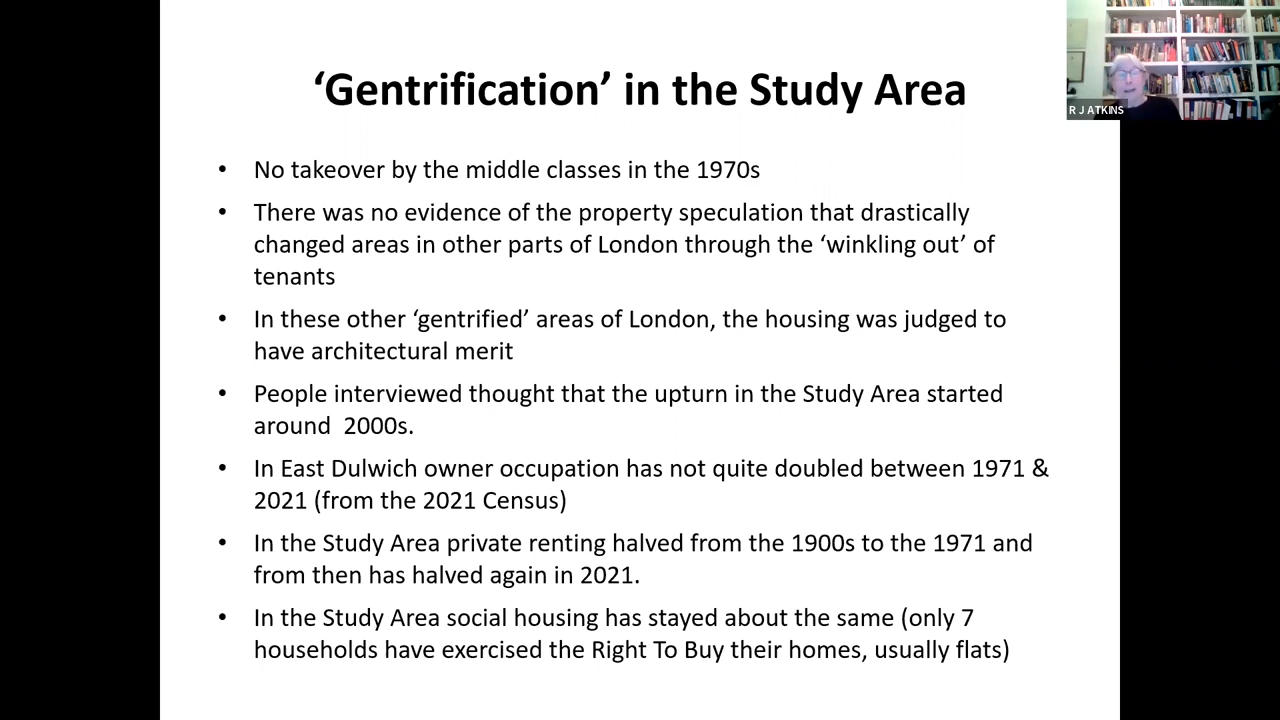 ‘Gentrification’ in the Study Area
R J ATKINS
• No takeover by the middle classes in the 1970s
• There was no evidence of the property speculation that drastically
changed areas in other parts of London through the ‘winkling out’ of
tenants
• In these other ‘gentrified’ areas of London, the housing was judged to
have architectural merit
• People interviewed thought that the upturn in the Study Area started
around  2000s.
• In East Dulwich owner occupation has not quite doubled between 1971 &
2021 (from the 2021 Census)
• In the Study Area private renting halved from the 1900s to the 1971 and
from then has halved again in 2021.
• In the Study Area social housing has stayed about the same (only 7
households have exercised the Right To Buy their homes, usually flats)